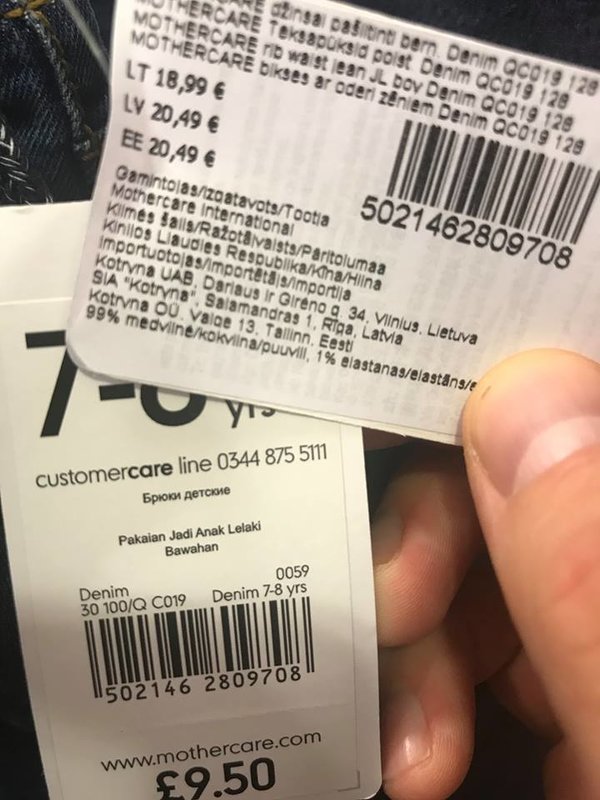 džinsai pašiltinti bern. Denim QC019 128
MOTHERCARE Teksapüksid poist Denim QC019 128
MOTHERCARE rib waist jean JL boy Denim QC019 128
MOTHERCARE bikses ar oderi zēniem Denim QC019 128
LT 18,99 €
LV 20,49 €
EE 20,49 €
5021462809708
Gamintojas/Izgatavots/Tootja
Mothercare International
Kilmės šalis/Ražotājvalsts/Päritolumaa
Kinijos Liaudies Respublika/Ķīna/Hiina
Importuotojas/Importētājs/Importija
Kotryna UAB, Dariaus ir Girėno g. 34, Vilnius, Lietuva
SIA "Kotryna", Salamandras 1, Rīga, Latvia
Kotryna OÜ, Valge 13, Tallinn, Eesti
99% medvilnė/kokvilna/puuvill, 1% elastanas/elastāns/e
7-8 yrs
customercare line 0344 875 5111
Брюки детские
Pakaian Jadi Anak Lelaki
Bawahan
0059
Denim
30 100/Q C019 Denim 7-8 yrs
502146 2809708
www.mothercare.com
£9.50